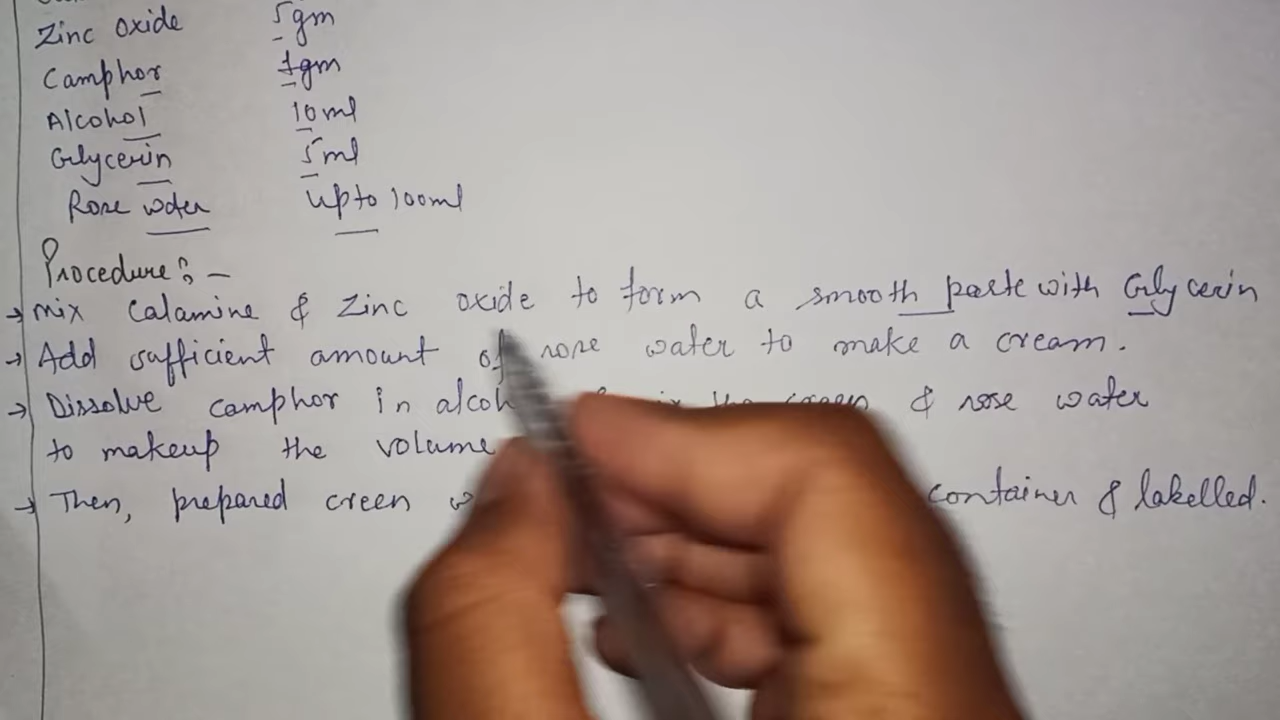 Zinc Oxide 5gm
Camphor 1gm
Alcohol 10ml
Glycerin 5ml
Rose water upto 100ml
Procedure:-
→ Mix Calamine & Zinc oxide to form a smooth paste with Glycerin
→ Add sufficient amount of rose water to make a cream.
→ Dissolve camphor in & rose water
to makeup the volume
→ Then, prepared creen container & lakelled.